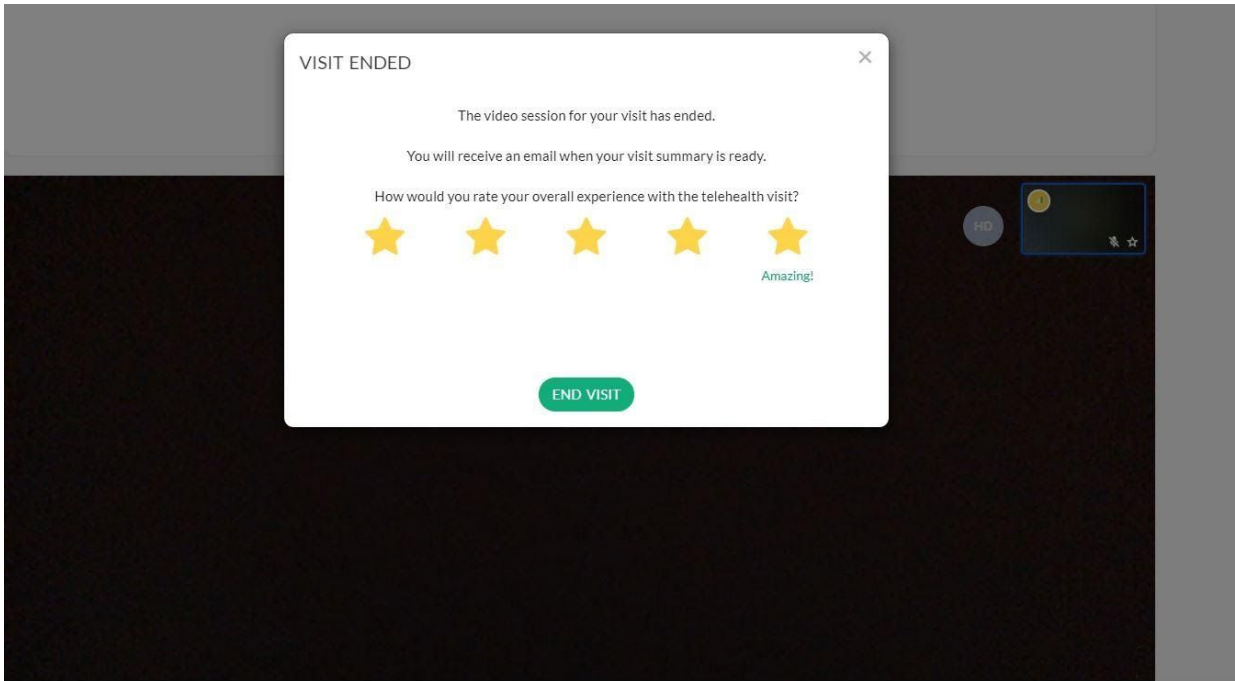 VISIT ENDED
The video session for your visit has ended.
You will receive an email when your visit summary is ready.
How would you rate your overall experience with the telehealth visit?
Amazing!
END VISIT
HD